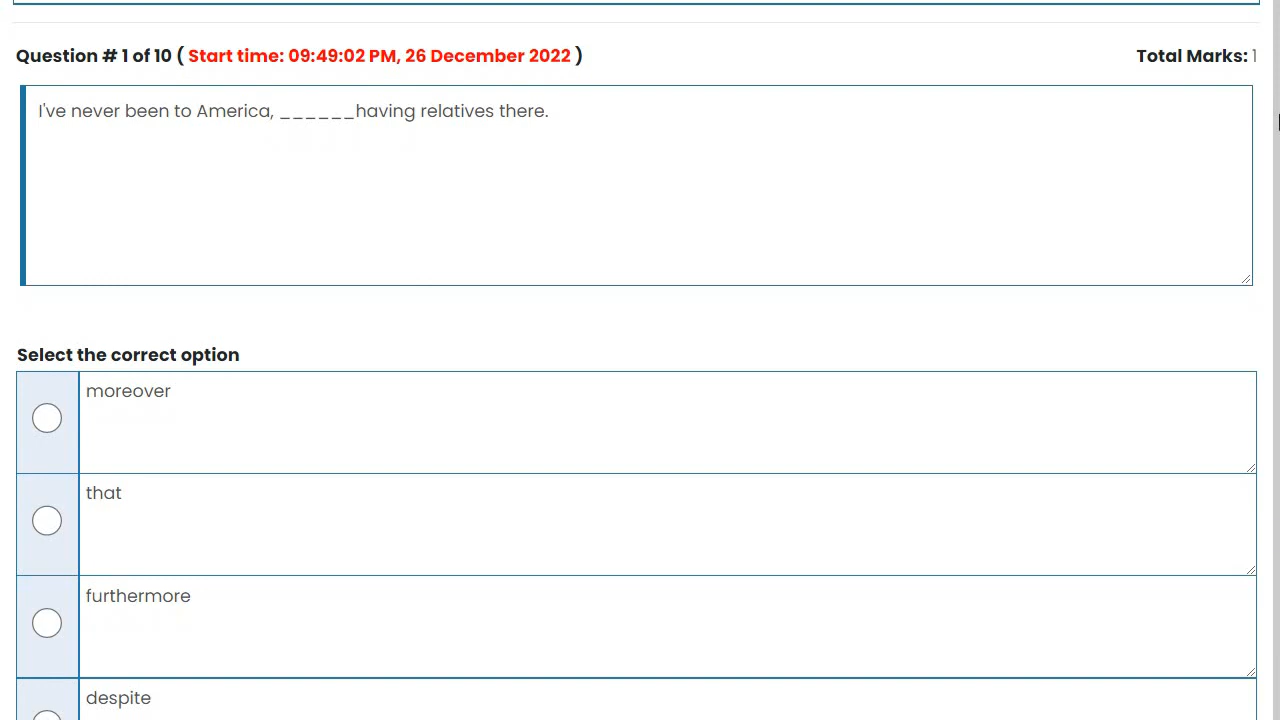 Question # 1 of 10 ( Start time: 09:49:02 PM, 26 December 2022 ) Total Marks: 1
I've never been to America, ______having relatives there.
Select the correct option
moreover
that
furthermore
despite